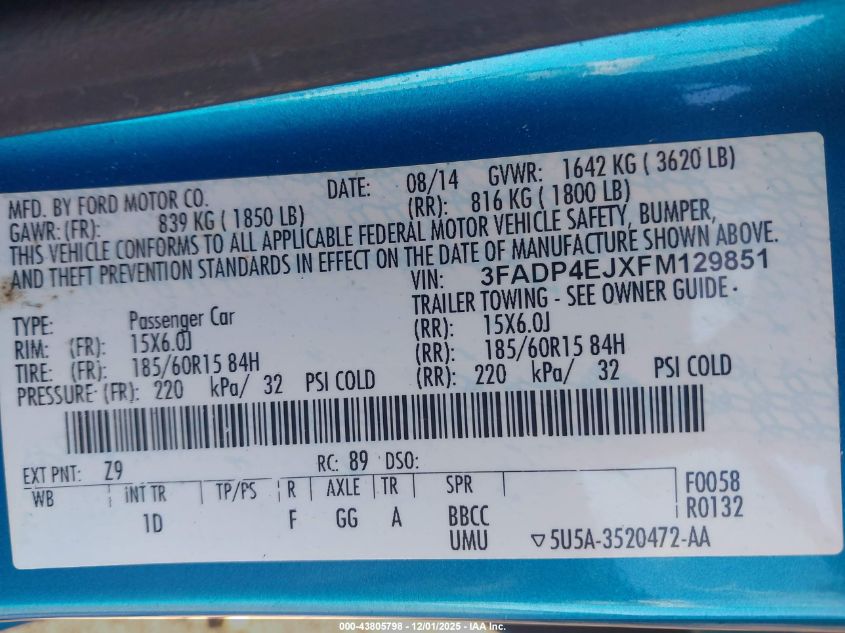 MFD. BY FORD MOTOR CO. DATE: 08/14 GVWR: 1642 KG ( 3620 LB)
GAWR: (FR): 839 KG ( 1850 LB) (RR): 816 KG ( 1800 LB)
THIS VEHICLE CONFORMS TO ALL APPLICABLE FEDERAL MOTOR VEHICLE SAFETY, BUMPER,
AND THEFT PREVENTION STANDARDS IN EFFECT ON THE DATE OF MANUFACTURE SHOWN ABOVE.
VIN: 3FADP4EJXFM129851
TRAILER TOWING - SEE OWNER GUIDE.
TYPE: Passenger Car
RIM: (FR): 15X6.0J (RR): 15X6.0J
TIRE: (FR): 185/60R15 84H (RR): 185/60R15 84H
PRESSURE (FR): 220 kPa/ 32 PSI COLD (RR): 220 kPa/ 32 PSI COLD
EXT PNT: Z9 RC: 89 DSO:
WB INT TR TP/PS R AXLE TR SPR F0058
1D F GG A BBCC R0132
UMU ▽5U5A-3520472-AA
000-43805798 - 12/01/2025 - IAA Inc.